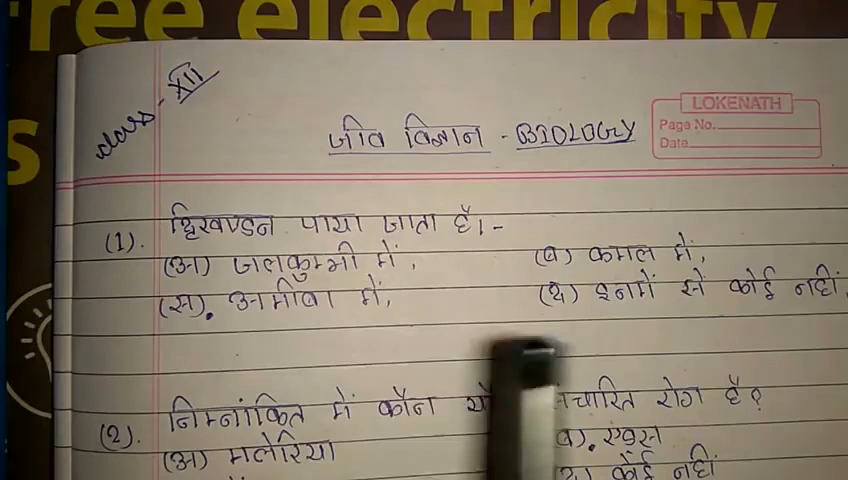 ree electricity
s
class - XII
जीव विज्ञान - BIOLOGY
LOKENATH
Page No.
Date
(1). द्विखण्डन पाया जाता है।-
(अ) जलकुम्भी में, (ब) कमल में,
(स). अमीबा में, (द) इनमें से कोई नहीं,
(2). निम्नांकित में कौन संचारित रोग है?
(अ) मलेरिया (ब). एड्स
(द) कोई नहीं